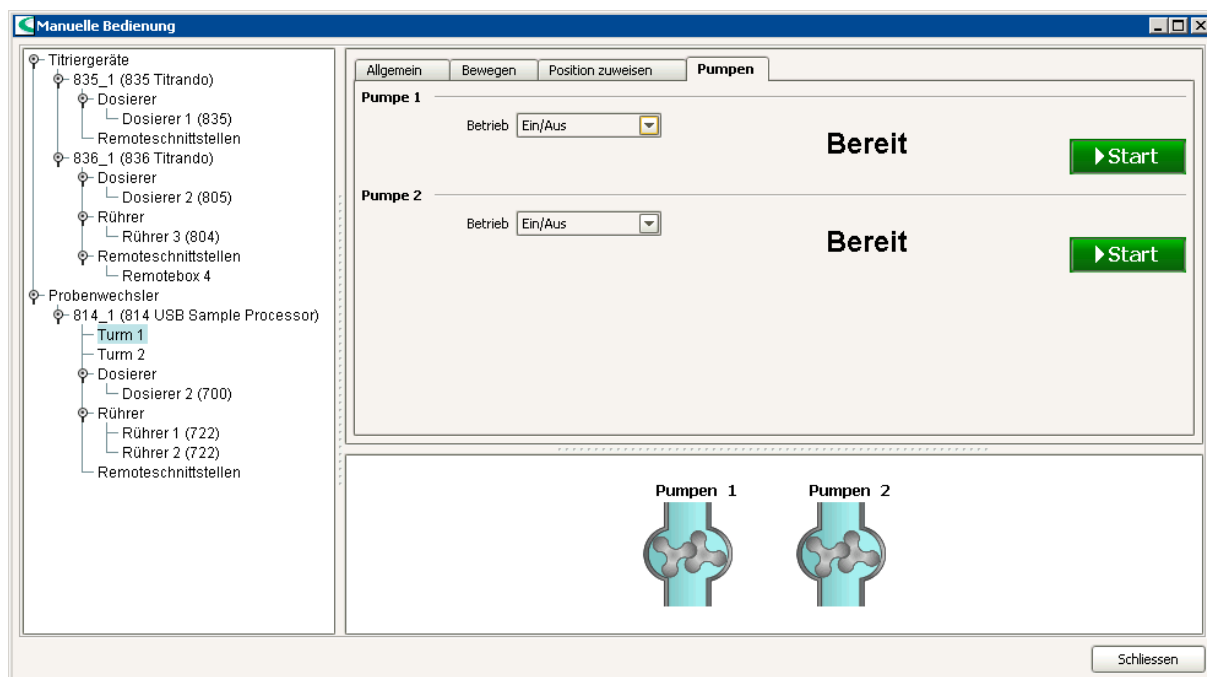 Manuelle Bedienung
Titriergeräte
835_1 (835 Titrando)
Dosierer
Dosierer 1 (835)
Remoteschnittstellen
836_1 (836 Titrando)
Dosierer
Dosierer 2 (805)
Rührer
Rührer 3 (804)
Remoteschnittstellen
Remotebox 4
Probenwechsler
814_1 (814 USB Sample Processor)
Turm 1
Turm 2
Dosierer
Dosierer 2 (700)
Rührer
Rührer 1 (722)
Rührer 2 (722)
Remoteschnittstellen
Allgemein Bewegen Position zuweisen Pumpen
Pumpe 1
Betrieb Ein/Aus
Bereit
Start
Pumpe 2
Betrieb Ein/Aus
Bereit
Start
Pumpen 1 Pumpen 2
Schliessen